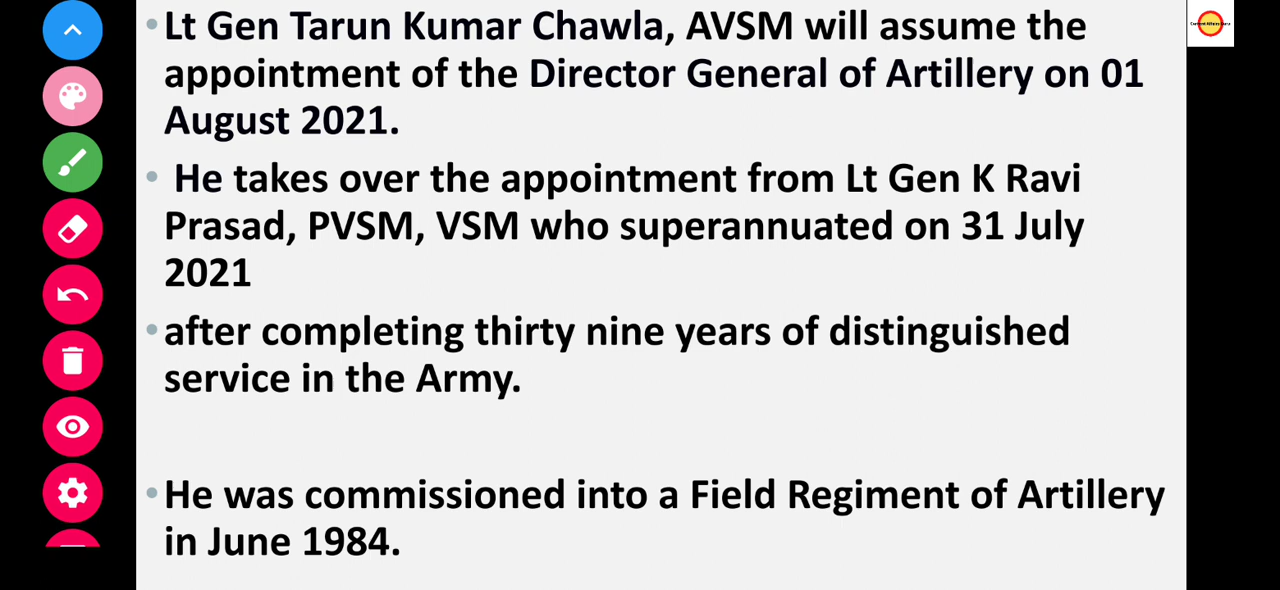 Lt Gen Tarun Kumar Chawla, AVSM will assume the
appointment of the Director General of Artillery on 01
August 2021.
He takes over the appointment from Lt Gen K Ravi
Prasad, PVSM, VSM who superannuated on 31 July
2021
after completing thirty nine years of distinguished
service in the Army.
He was commissioned into a Field Regiment of Artillery
in June 1984.